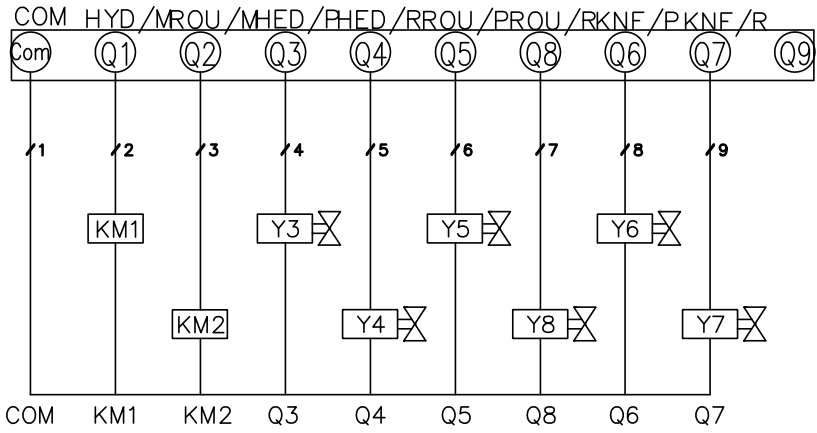 COM HYD/M ROU/M HED/P HED/R ROU/P ROU/R KNF/P KNF/R
Com Q1 Q2 Q3 Q4 Q5 Q8 Q6 Q7 Q9
1 2 3 4 5 6 7 8 9
KM1 Y3 Y5 Y6
KM2 Y4 Y8 Y7
COM KM1 KM2 Q3 Q4 Q5 Q8 Q6 Q7